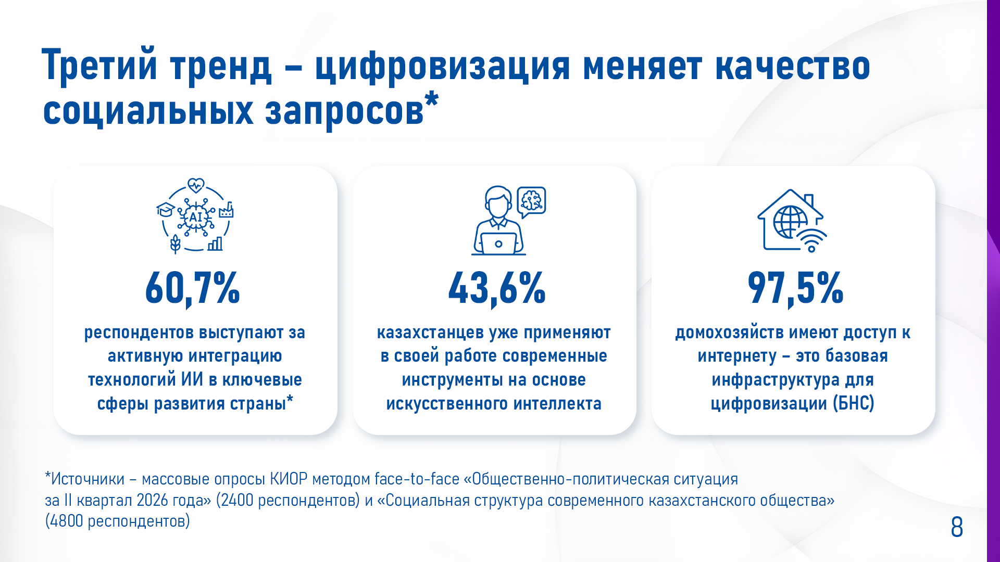 Третий тренд – цифровизация меняет качество
социальных запросов*
AI
60,7%
респондентов выступают за
активную интеграцию
технологий ИИ в ключевые
сферы развития страны*
43,6%
казахстанцев уже применяют
в своей работе современные
инструменты на основе
искусственного интеллекта
97,5%
домохозяйств имеют доступ к
интернету – это базовая
инфраструктура для
цифровизации (БНС)
*Источники – массовые опросы КИОР методом face-to-face «Общественно-политическая ситуация
за II квартал 2026 года» (2400 респондентов) и «Социальная структура современного казахстанского общества»
(4800 респондентов)
8